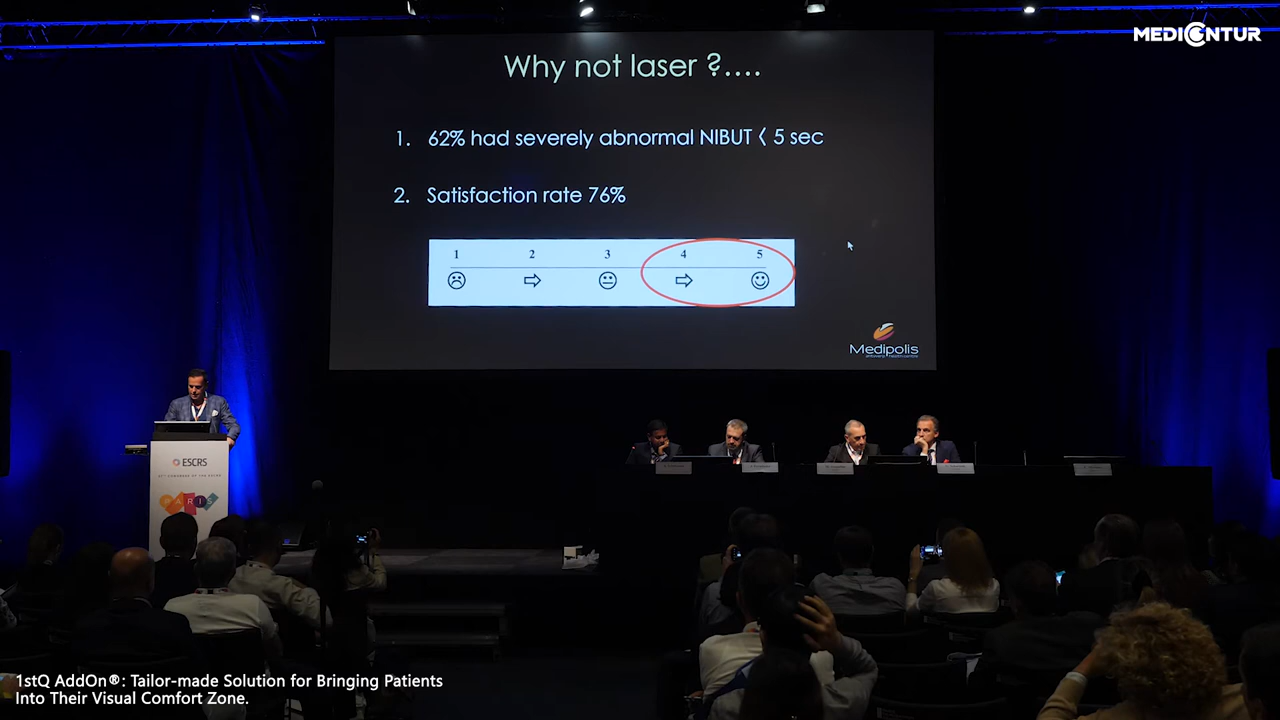 MEDICONTUR
Why not laser ?....
1. 62% had severely abnormal NIBUT < 5 sec
2. Satisfaction rate 76%
1 2 3 4 5
Medipolis
ESCRS
PARIS
1stQ AddOn®: Tailor-made Solution for Bringing Patients
Into Their Visual Comfort Zone.